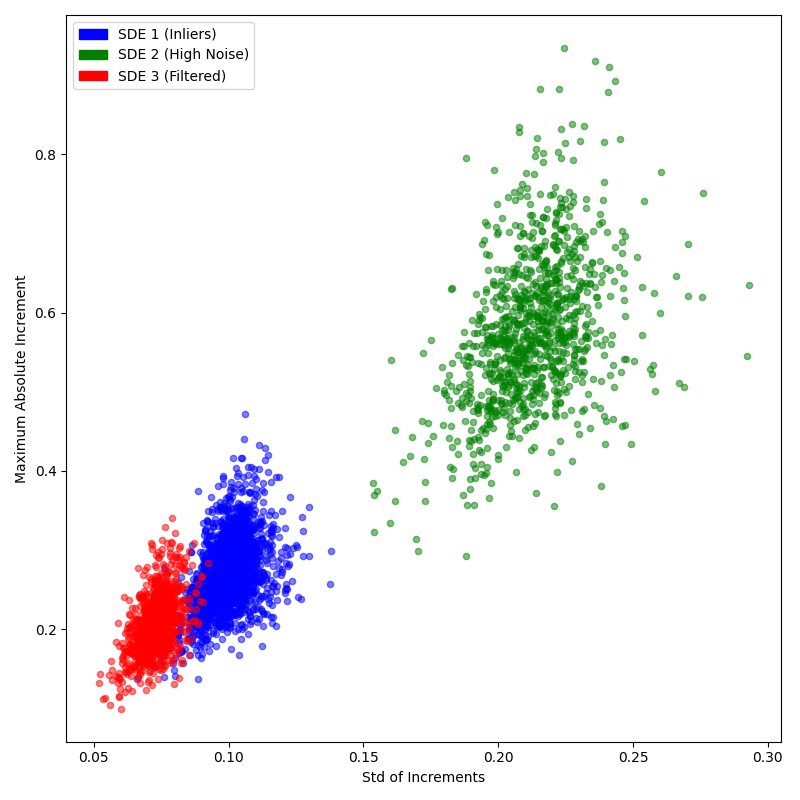 SDE 1 (Inliers)
SDE 2 (High Noise)
SDE 3 (Filtered)
Maximum Absolute Increment
0.8
0.6
0.4
0.2
0.05
0.10
0.15
0.20
0.25
0.30
Std of Increments